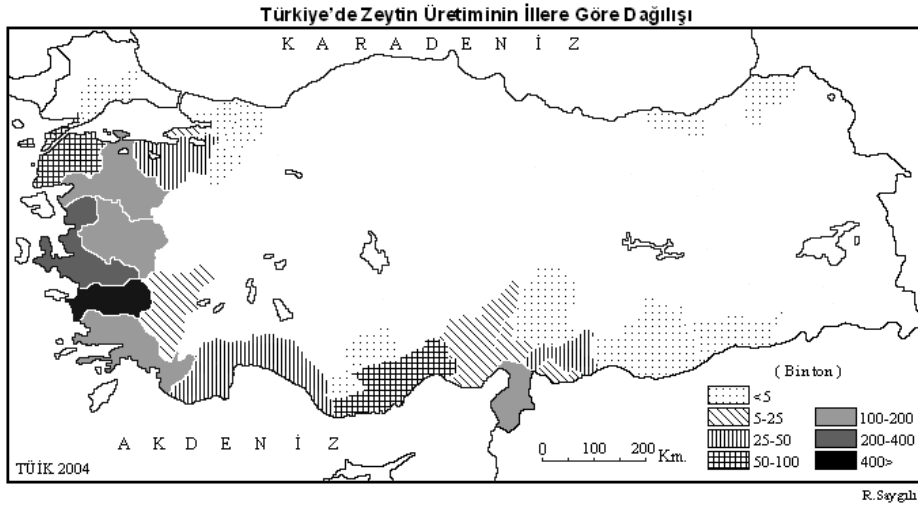 Türkiye'de Zeytin Üretiminin İllere Göre Dağılışı
K A R A D E N İ Z
A K D E N İ Z
TÜİK 2004
0 100 200 Km.
( Bin ton )
<5
5-25
25-50
50-100
100-200
200-400
400>
R. Saygılı